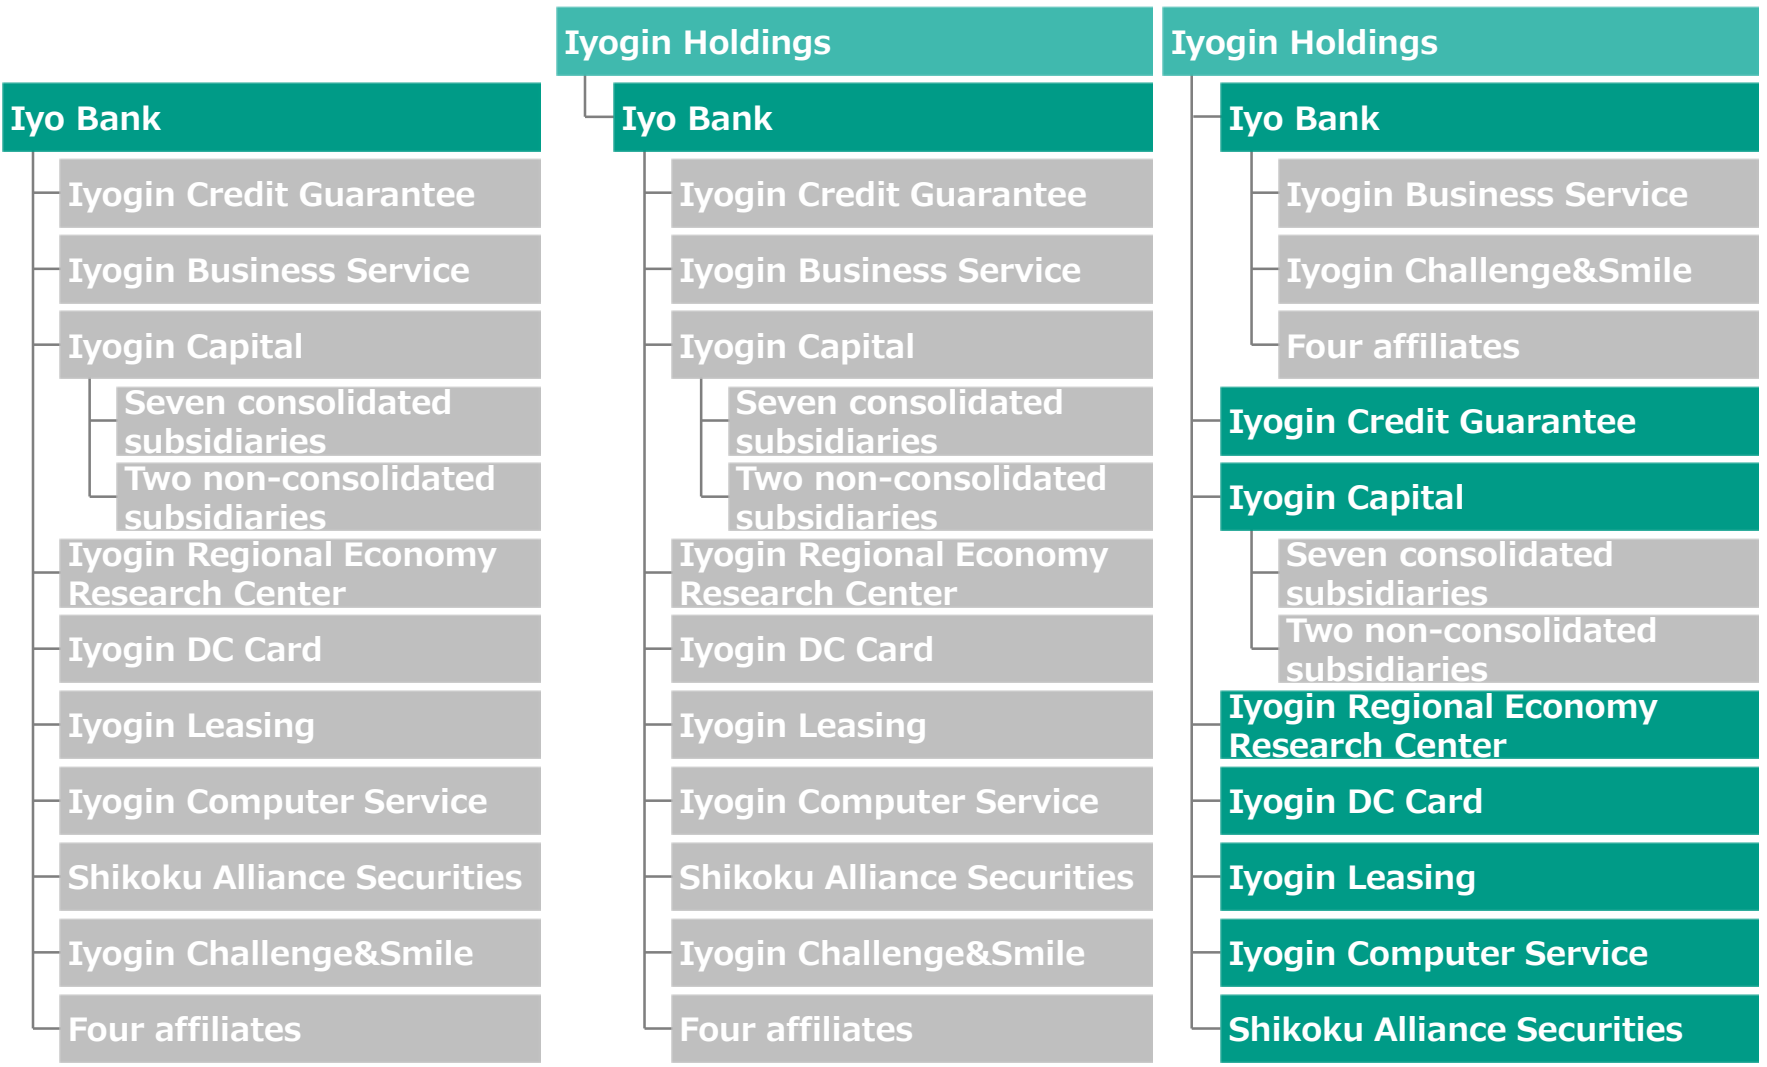 Iyo Bank
Iyogin Credit Guarantee
Iyogin Business Service
Iyogin Capital
Seven consolidated
subsidiaries
Two non-consolidated
subsidiaries
Iyogin Regional Economy
Research Center
Iyogin DC Card
Iyogin Leasing
Iyogin Computer Service
Shikoku Alliance Securities
Iyogin Challenge&Smile
Four affiliates
Iyogin Holdings
Iyo Bank
Iyogin Credit Guarantee
Iyogin Business Service
Iyogin Capital
Seven consolidated
subsidiaries
Two non-consolidated
subsidiaries
Iyogin Regional Economy
Research Center
Iyogin DC Card
Iyogin Leasing
Iyogin Computer Service
Shikoku Alliance Securities
Iyogin Challenge&Smile
Four affiliates
Iyogin Holdings
Iyo Bank
Iyogin Business Service
Iyogin Challenge&Smile
Four affiliates
Iyogin Credit Guarantee
Iyogin Capital
Seven consolidated
subsidiaries
Two non-consolidated
subsidiaries
Iyogin Regional Economy
Research Center
Iyogin DC Card
Iyogin Leasing
Iyogin Computer Service
Shikoku Alliance Securities